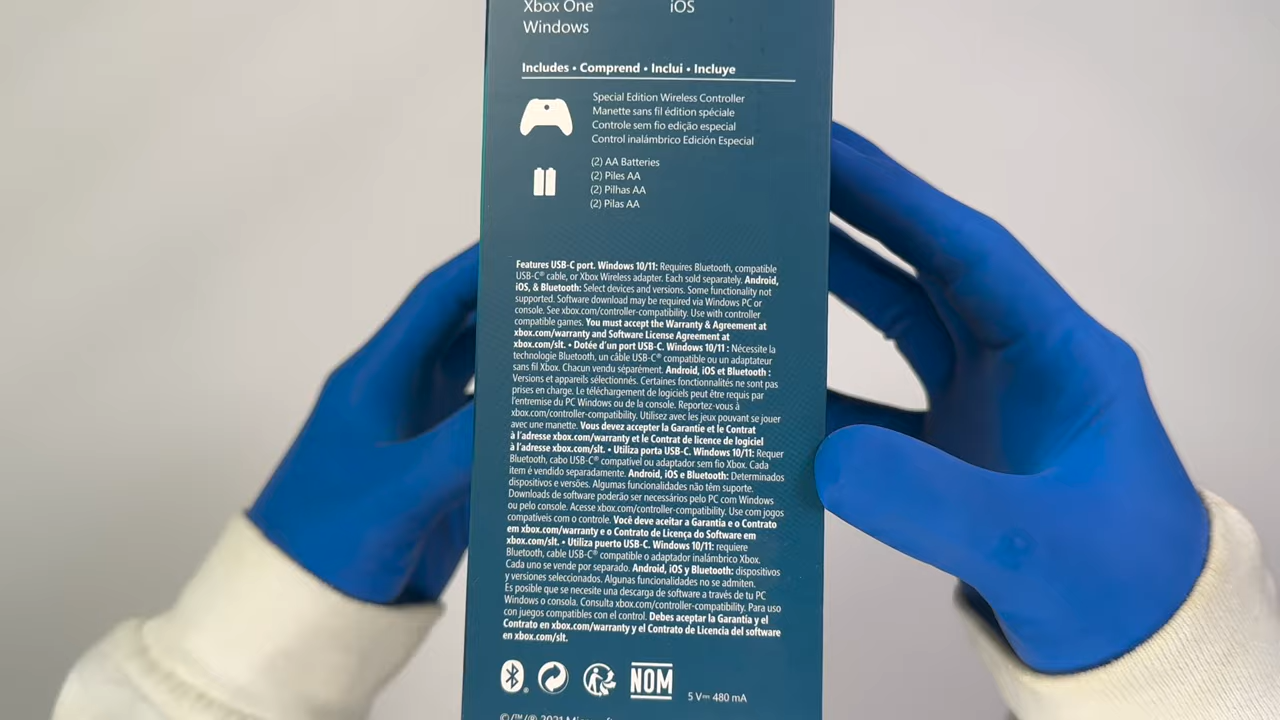 Xbox One iOS
Windows
Includes • Comprend • Inclui • Incluye
Special Edition Wireless Controller
Manette sans fil édition spéciale
Controle sem fio edição especial
Control inalámbrico Edición Especial
(2) AA Batteries
(2) Piles AA
(2) Pilhas AA
(2) Pilas AA
Features USB-C port. Windows 10/11: Requires Bluetooth, compatible
USB-C® cable, or Xbox Wireless adapter. Each sold separately. Android,
iOS, & Bluetooth: Select devices and versions. Some functionality not
supported. Software download may be required via Windows PC or
console. See xbox.com/controller-compatibility. Use with controller
compatible games. You must accept the Warranty & Agreement at
xbox.com/warranty and Software License Agreement at
xbox.com/slt. • Dotée d'un port USB-C. Windows 10/11 : Nécessite la
technologie Bluetooth, un câble USB-C® compatible ou un adaptateur
sans fil Xbox. Chacun vendu séparément. Android, iOS et Bluetooth :
Versions et appareils sélectionnés. Certaines fonctionnalités ne sont pas
prises en charge. Le téléchargement de logiciels peut être requis par
l'entremise du PC Windows ou de la console. Reportez-vous à
xbox.com/controller-compatibility. Utilisez avec les jeux pouvant se jouer
avec une manette. Vous devez accepter la Garantie et le Contrat
à l'adresse xbox.com/warranty et le Contrat de licence de logiciel
à l'adresse xbox.com/slt. • Utiliza porta USB-C. Windows 10/11: Requer
Bluetooth, cabo USB-C® compatível ou adaptador sem fio Xbox. Cada
item é vendido separadamente. Android, iOS e Bluetooth: Determinados
dispositivos e versões. Algumas funcionalidades não têm suporte.
Downloads de software poderão ser necessários pelo PC com Windows
ou pelo console. Acesse xbox.com/controller-compatibility. Use com jogos
compatíveis com o controle. Você deve aceitar a Garantia e o Contrato
em xbox.com/warranty e o Contrato de Licença do Software em
xbox.com/slt. • Utiliza puerto USB-C. Windows 10/11: requiere
Bluetooth, cable USB-C® compatible o adaptador inalámbrico Xbox.
Cada uno se vende por separado. Android, iOS y Bluetooth: dispositivos
y versiones seleccionados. Algunas funcionalidades no se admiten.
Es posible que se necesite una descarga de software a través de tu PC
Windows o consola. Consulta xbox.com/controller-compatibility. Para uso
con juegos compatibles con el control. Debes aceptar la Garantía y el
Contrato en xbox.com/warranty y el Contrato de Licencia del software
en xbox.com/slt.
NOM
5 V⎓ 480 mA
©/™/® 2021 Microsoft